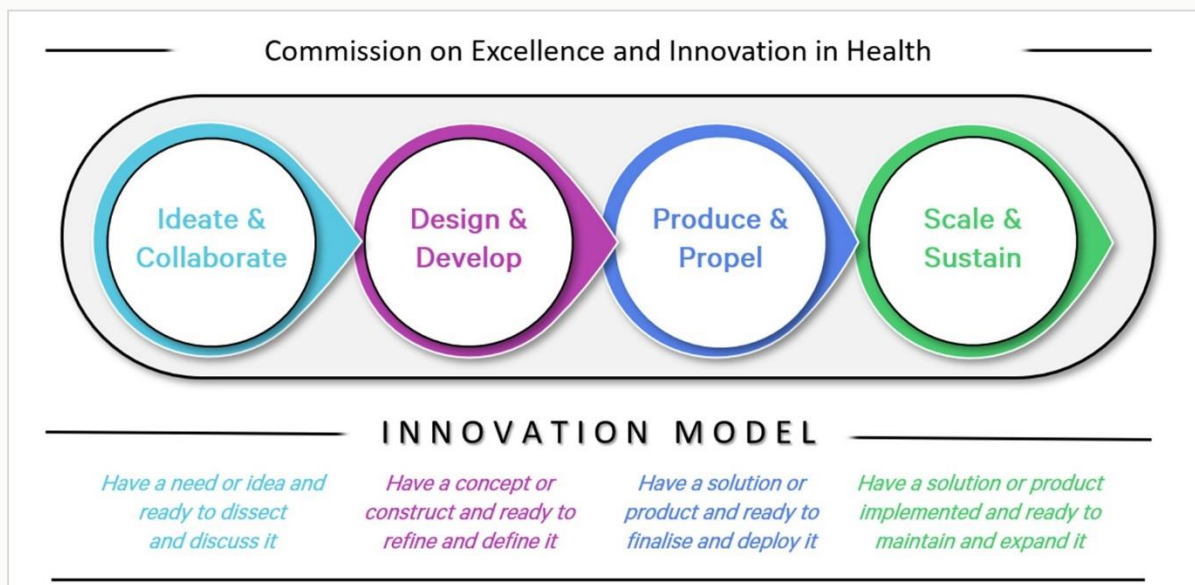 Commission on Excellence and Innovation in Health
Ideate &
Collaborate
Design &
Develop
Produce &
Propel
Scale &
Sustain
INNOVATION MODEL
Have a need or idea and
ready to dissect
and discuss it
Have a concept or
construct and ready to
refine and define it
Have a solution or
product and ready to
finalise and deploy it
Have a solution or product
implemented and ready to
maintain and expand it